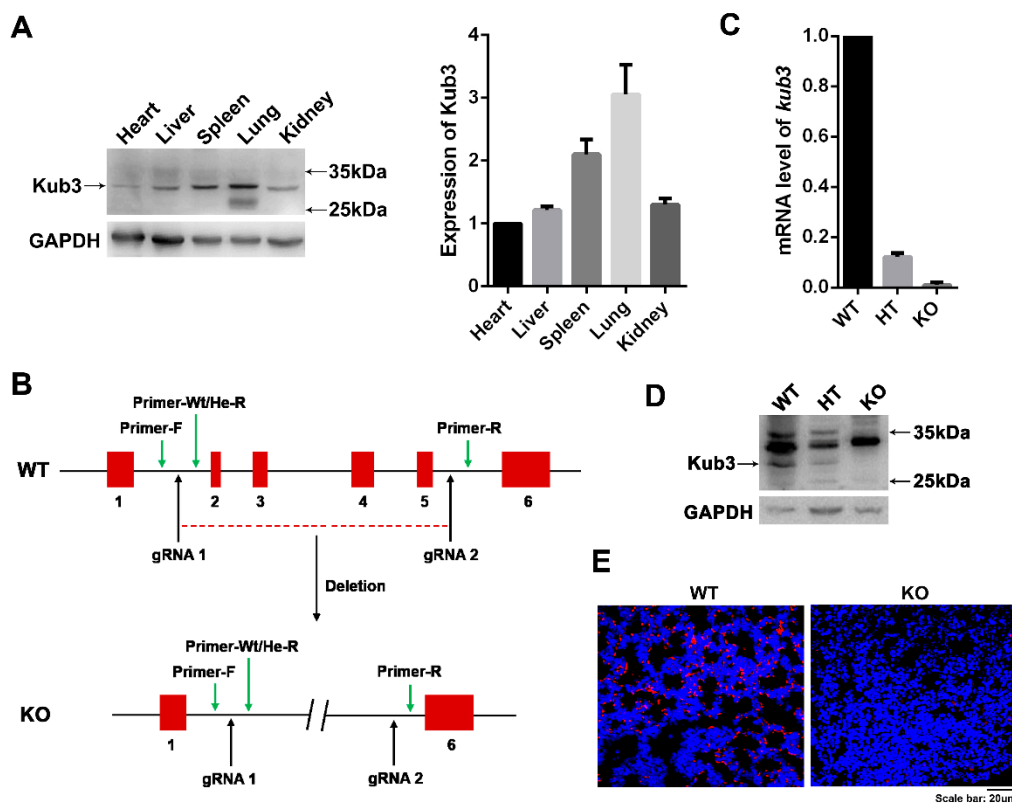 A
Heart Liver Spleen Lung Kidney
Kub3
35kDa
25kDa
GAPDH
Expression of Kub3
4
3
2
1
0
Heart Liver Spleen Lung Kidney
C
mRNA level of kub3
1.0
0.8
0.6
0.4
0.2
0.0
WT HT KO
B
Primer-Wt/He-R
Primer-F
Primer-R
WT
1 2 3 4 5 6
gRNA 1
gRNA 2
Deletion
Primer-Wt/He-R
Primer-F
Primer-R
KO
1
6
gRNA 1
gRNA 2
D
WT HT KO
35kDa
Kub3
25kDa
GAPDH
E
WT
KO
Scale bar: 20μm